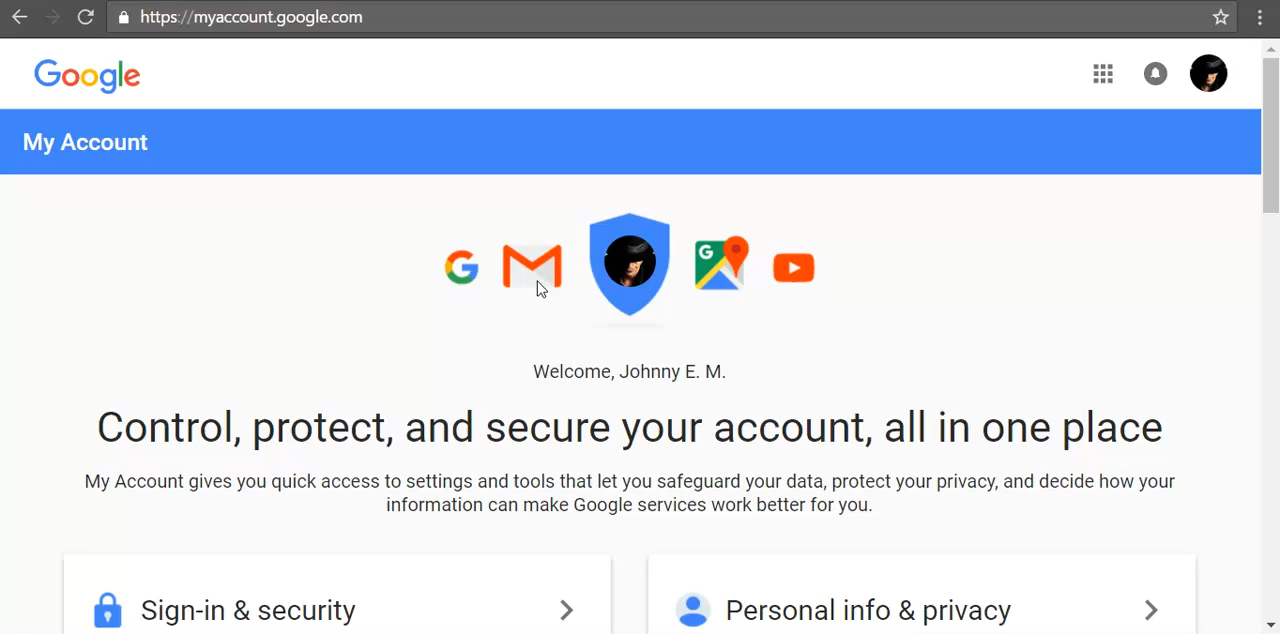 https://myaccount.google.com
Google
My Account
G
G
Welcome, Johnny E. M.
Control, protect, and secure your account, all in one place
My Account gives you quick access to settings and tools that let you safeguard your data, protect your privacy, and decide how your
information can make Google services work better for you.
Sign-in & security
Personal info & privacy